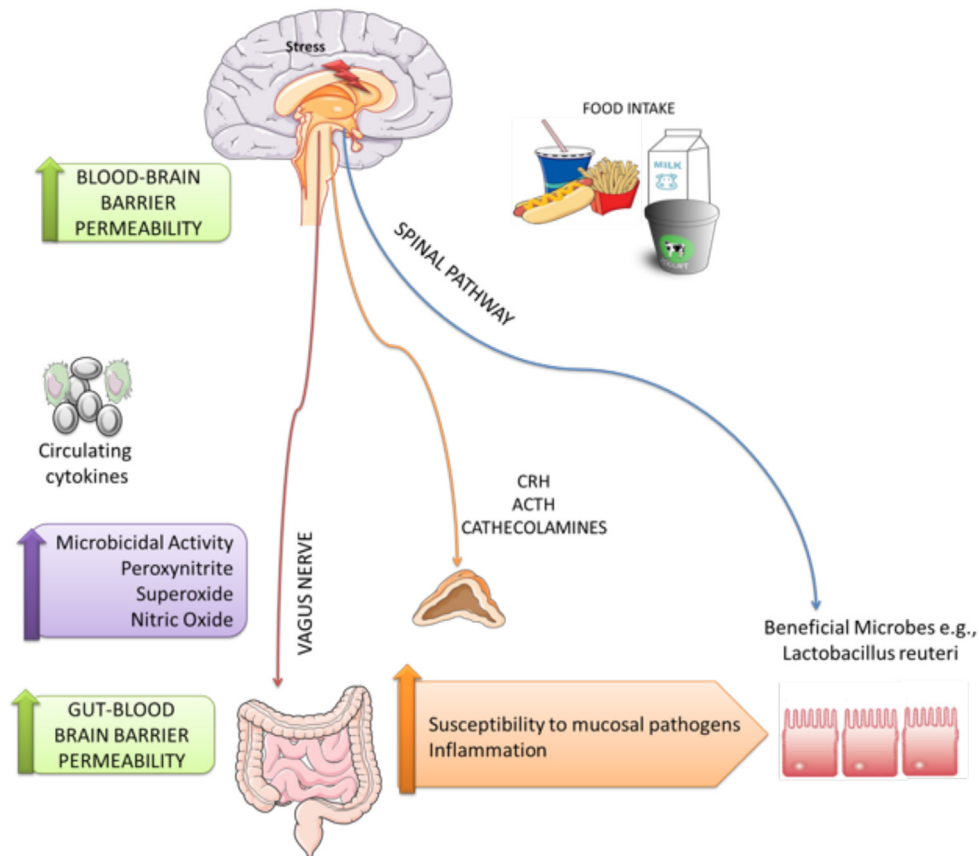 Stress
FOOD INTAKE
MILK
BLOOD-BRAIN
BARRIER
PERMEABILITY
SPINAL PATHWAY
Circulating
cytokines
CRH
ACTH
CATHECOLAMINES
Microbicidal Activity
Peroxynitrite
Superoxide
Nitric Oxide
VAGUS NERVE
Beneficial Microbes e.g.,
Lactobacillus reuteri
GUT-BLOOD
BRAIN BARRIER
PERMEABILITY
Susceptibility to mucosal pathogens
Inflammation